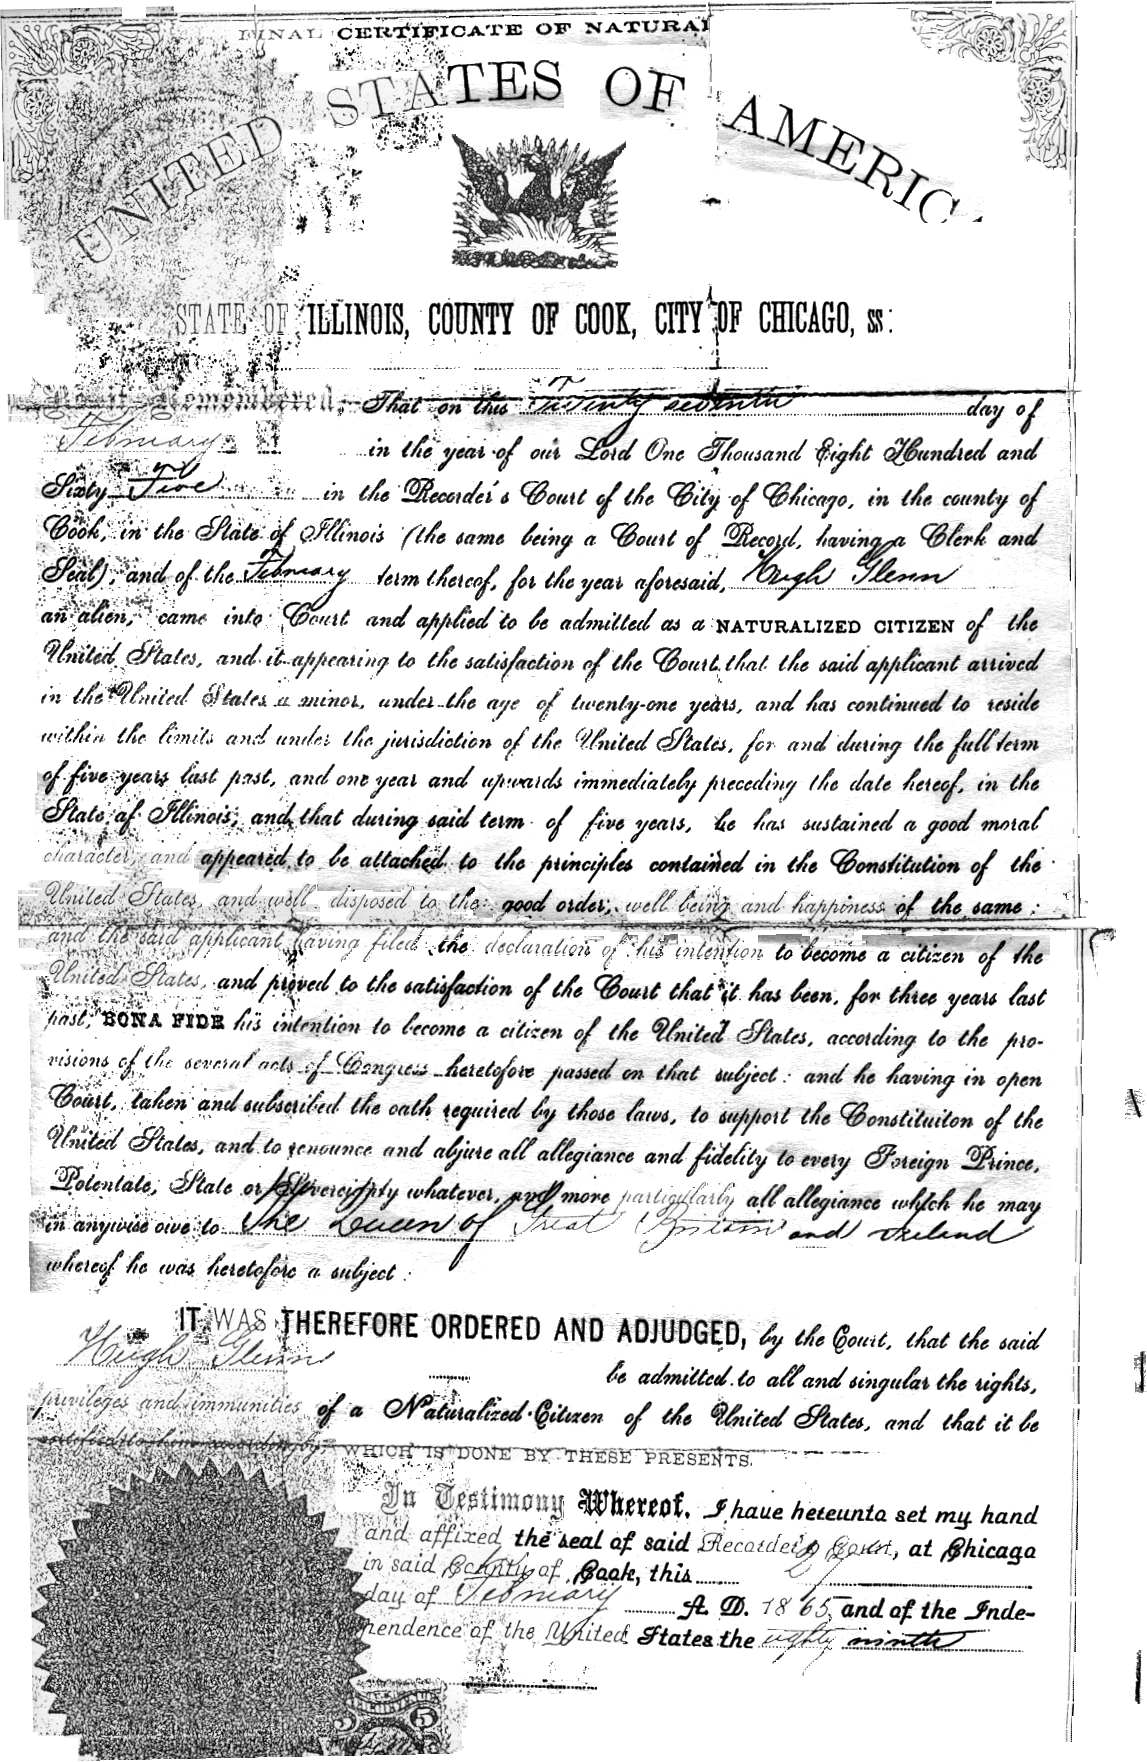 FINAL CERTIFICATE OF NATURAL
UNITED STATES OF AMERIC
STATE OF ILLINOIS, COUNTY OF COOK, CITY OF CHICAGO, ss:
Be it Remembered, That on this Twenty seventh day of
February in the year of our Lord One Thousand Eight Hundred and
Sixty Five in the Recorder's Court of the City of Chicago, in the county of
Cook, in the State of Illinois (the same being a Court of Record, having a Clerk and
Seal), and of the February term thereof, for the year aforesaid, Hugh Glenn
an alien, came into Court and applied to be admitted as a NATURALIZED CITIZEN of the
United States, and it appearing to the satisfaction of the Court that the said applicant arrived
in the United States a minor, under the age of twenty-one years, and has continued to reside
within the limits and under the jurisdiction of the United States, for and during the full term
of five years last past, and one year and upwards immediately preceding the date hereof, in the
State of Illinois; and that during said term of five years, he has sustained a good moral
character, and appeared to be attached to the principles contained in the Constitution of the
United States, and well disposed to the good order, well being and happiness of the same:
and the said applicant having filed the declaration of his intention to become a citizen of the
United States, and proved to the satisfaction of the Court that it has been, for three years last
past, BONA FIDE his intention to become a citizen of the United States, according to the pro-
visions of the several acts of Congress heretofore passed on that subject: and he having in open
Court, taken and subscribed the oath required by those laws, to support the Constituiton of the
United States, and to renounce and abjure all allegiance and fidelity to every Foreign Prince,
Potentate, State or Sovereignty whatever, and more particularly all allegiance which he may
in anywise owe to The Queen of Great Britain and Ireland
whereof he was heretofore a subject:
IT WAS THEREFORE ORDERED AND ADJUDGED, by the Court, that the said
Hugh Glenn be admitted to all and singular the rights,
privileges and immunities of a Naturalized Citizen of the United States, and that it be
certified to him accordingly, WHICH IS DONE BY THESE PRESENTS.
In Testimony Whereof, I have hereunto set my hand
and affixed the seal of said Recorder's Court, at Chicago
in said County of Cook, this 27
day of February A. D. 1865, and of the Inde-
pendence of the United States the eighty ninth
5